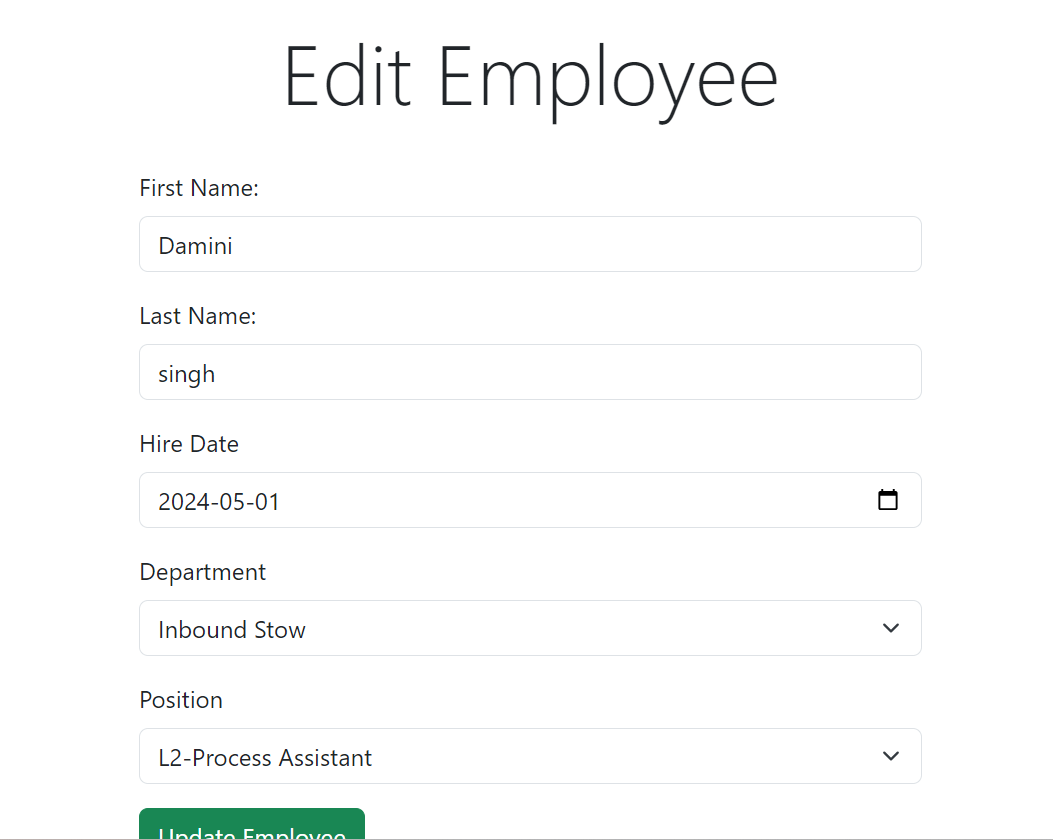 Edit Employee
First Name:
Damini
Last Name:
singh
Hire Date
2024-05-01
Department
Inbound Stow
Position
L2-Process Assistant
Update Employee